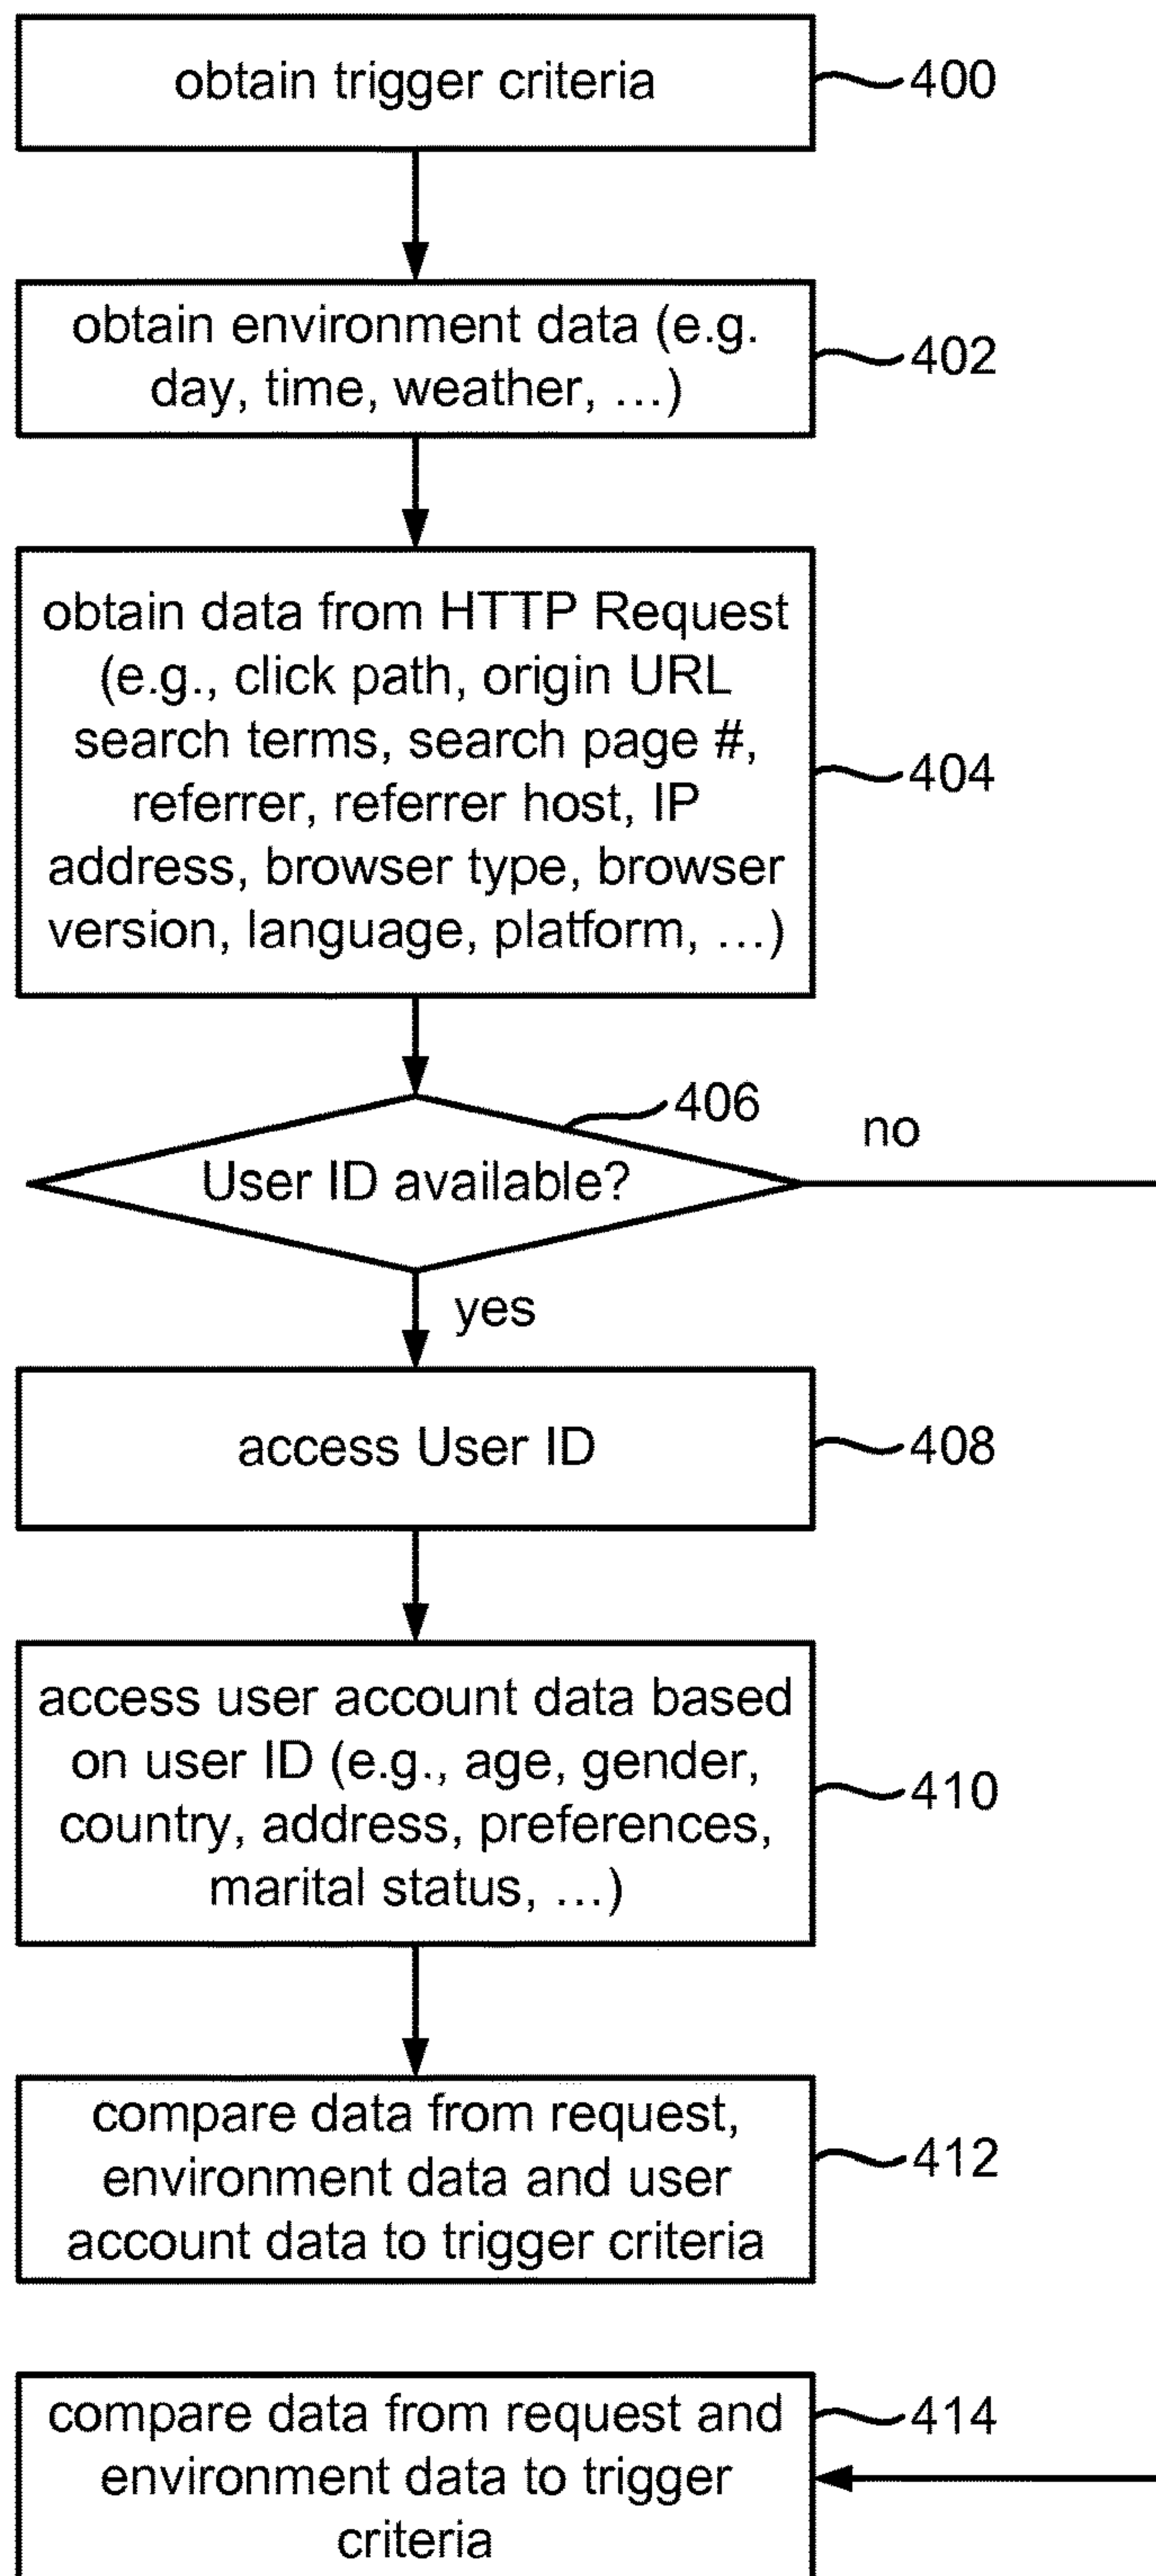 obtain trigger criteria
400
obtain environment data (e.g.
day, time, weather, …)
402
obtain data from HTTP Request
(e.g., click path, origin URL
search terms, search page #,
referrer, referrer host, IP
address, browser type, browser
version, language, platform, …)
404
406
User ID available?
no
yes
access User ID
408
access user account data based
on user ID (e.g., age, gender,
country, address, preferences,
marital status, …)
410
compare data from request,
environment data and user
account data to trigger criteria
412
compare data from request and
environment data to trigger
criteria
414